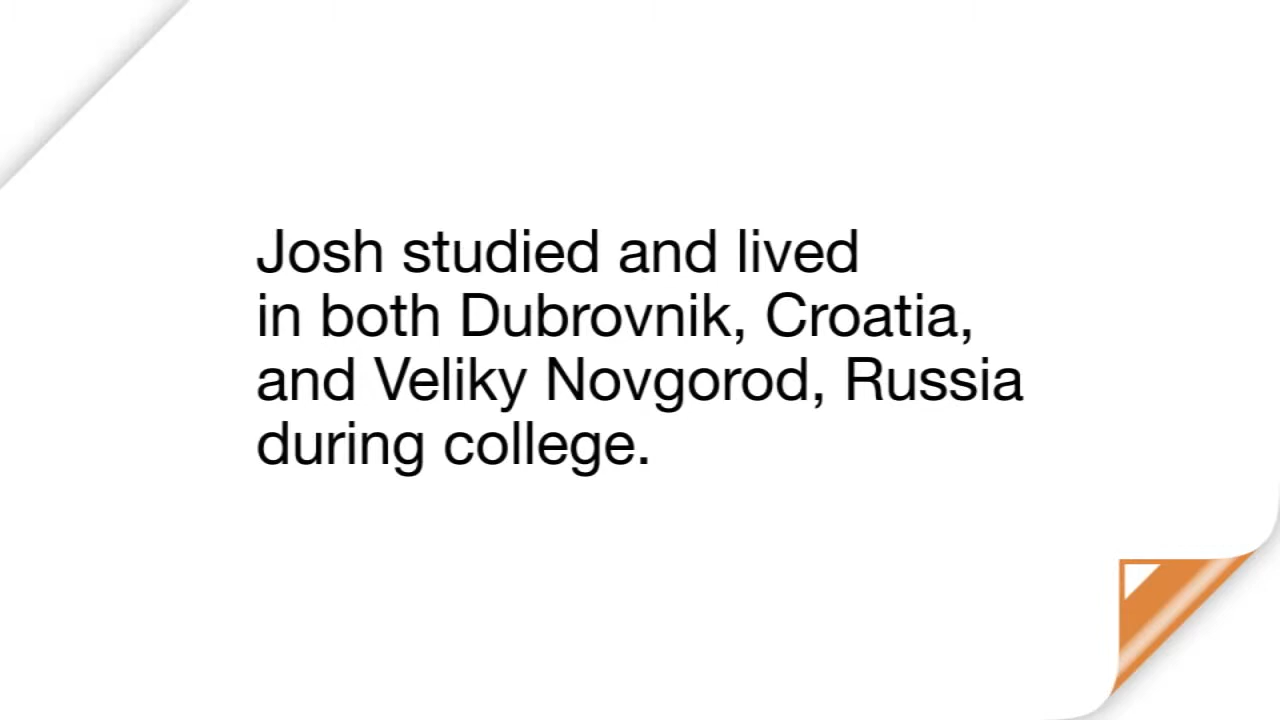 Josh studied and lived
in both Dubrovnik, Croatia,
and Veliky Novgorod, Russia
during college.